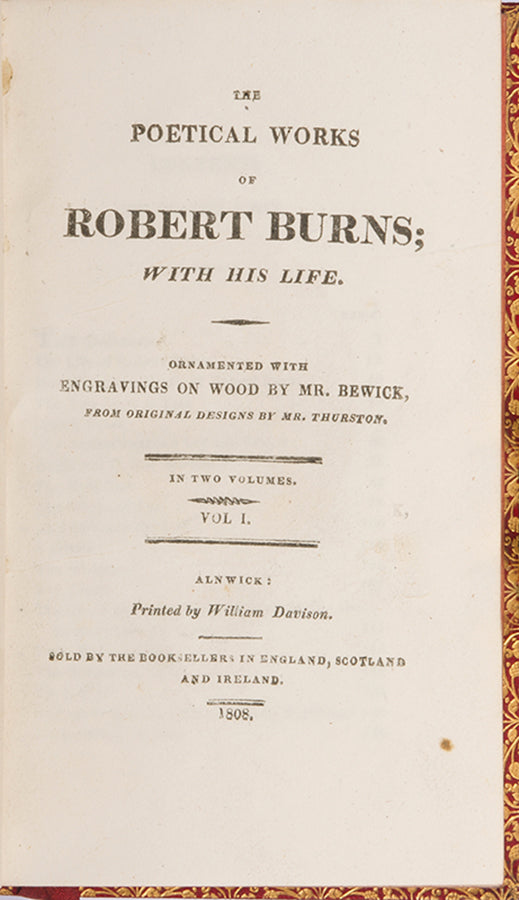 THE
POETICAL WORKS
OF
ROBERT BURNS;
WITH HIS LIFE.
ORNAMENTED WITH
ENGRAVINGS ON WOOD BY MR. BEWICK,
FROM ORIGINAL DESIGNS BY MR. THURSTON.
IN TWO VOLUMES.
VOL I.
ALNWICK:
Printed by William Davison.
SOLD BY THE BOOKSELLERS IN ENGLAND, SCOTLAND
AND IRELAND.
1808.